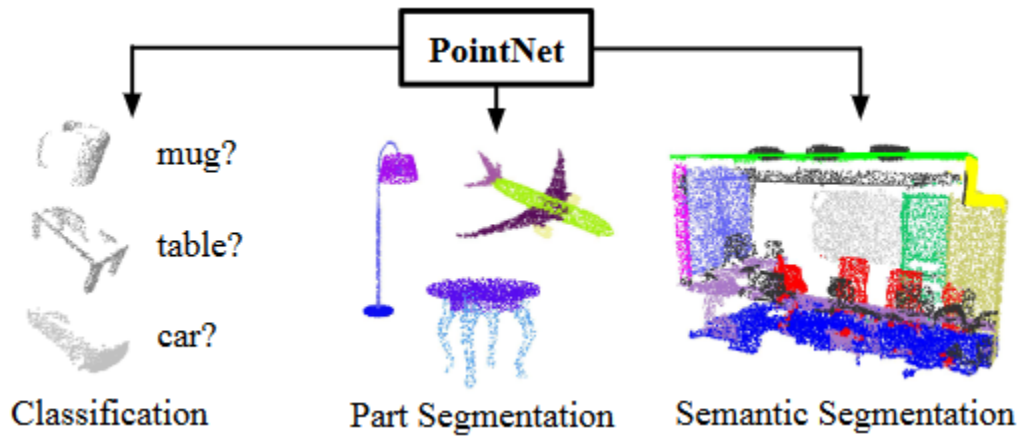 PointNet
mug?
table?
car?
Classification
Part Segmentation
Semantic Segmentation